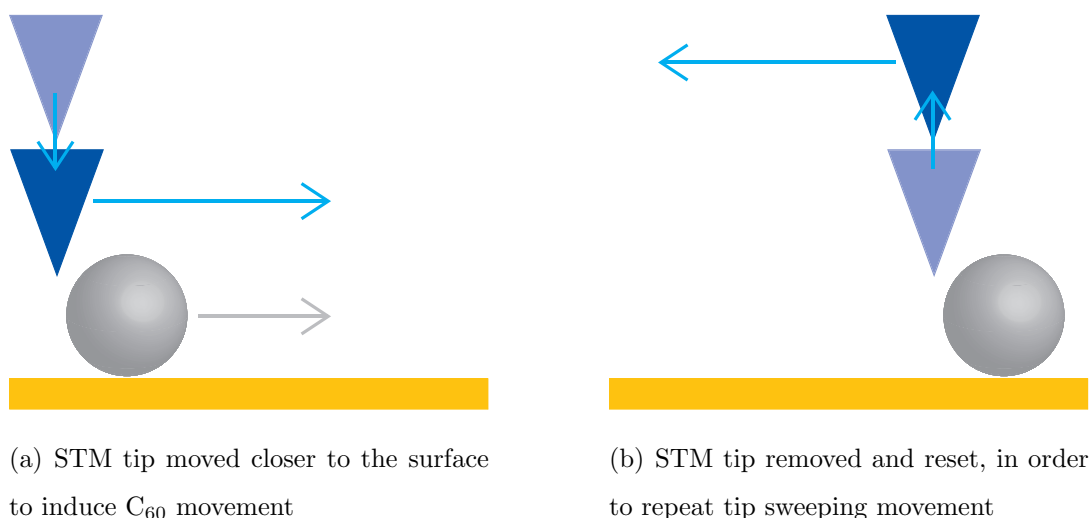 (a) STM tip moved closer to the surface
to induce C₆₀ movement
(b) STM tip removed and reset, in order
to repeat tip sweeping movement